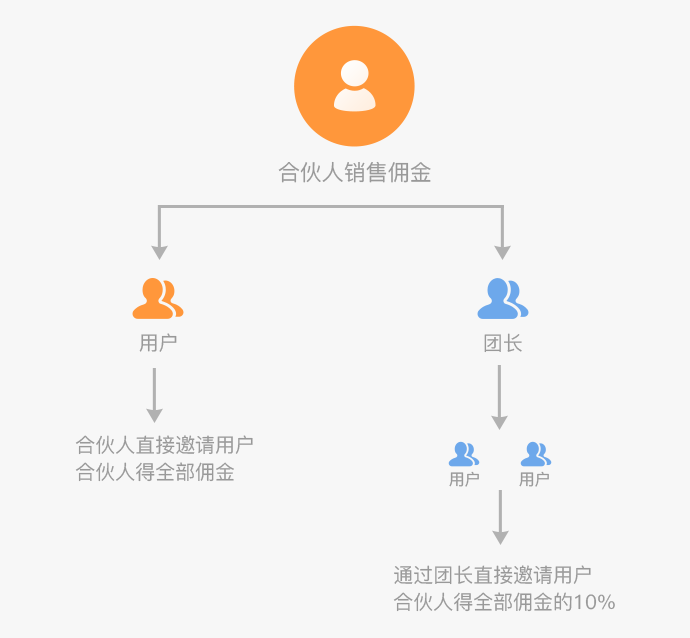 合伙人销售佣金
用户
团长
合伙人直接邀请用户
合伙人得全部佣金
用户
用户
通过团长直接邀请用户
合伙人得全部佣金的10%